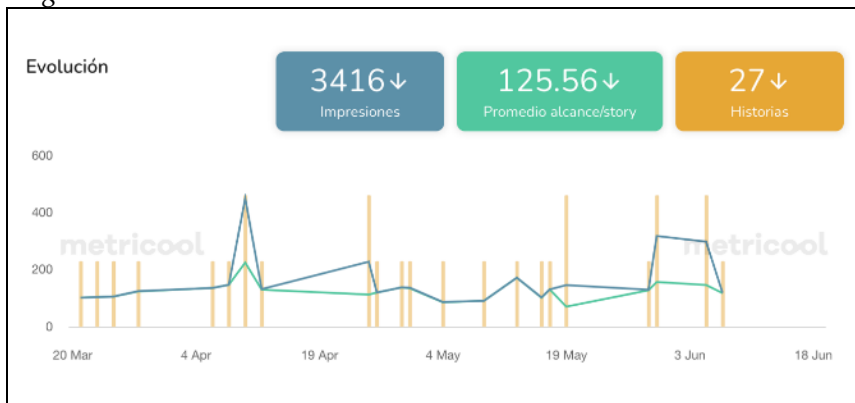 Evolución
3416↓
Impresiones
125.56↓
Promedio alcance/story
27↓
Historias
600
400
200
0
metricool
metricool
20 Mar
4 Apr
19 Apr
4 May
19 May
3 Jun
18 Jun